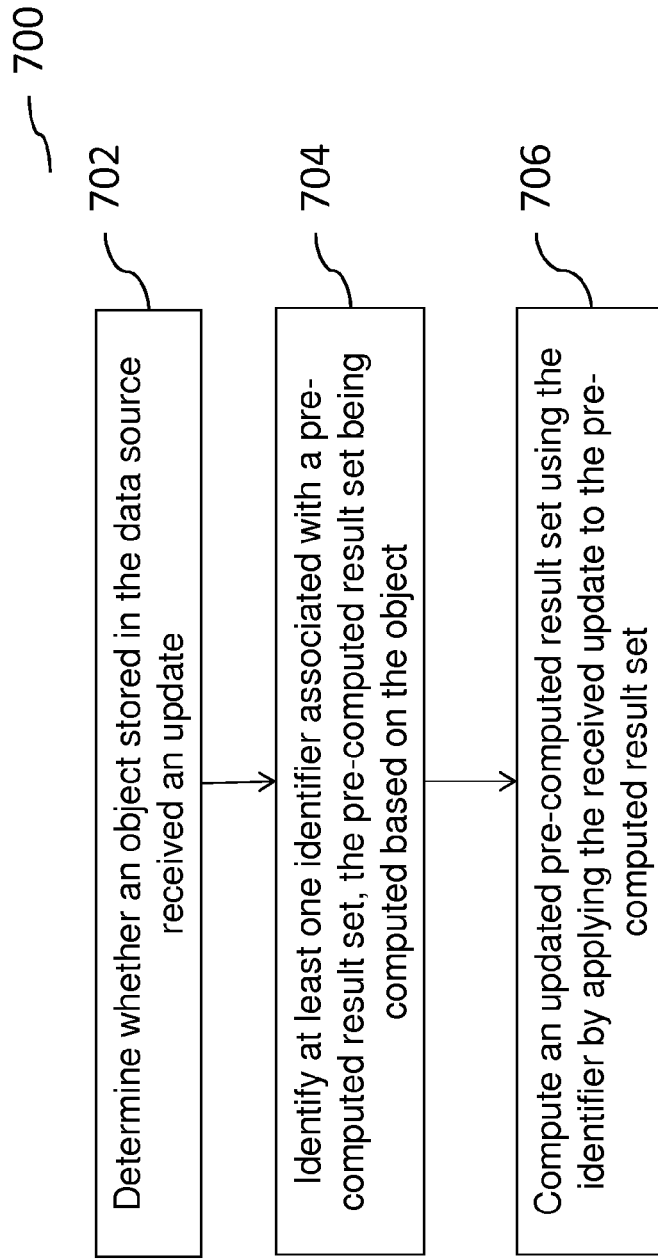 700
702
Determine whether an object stored in the data source
received an update
704
Identify at least one identifier associated with a pre-
computed result set, the pre-computed result set being
computed based on the object
706
Compute an updated pre-computed result set using the
identifier by applying the received update to the pre-
computed result set